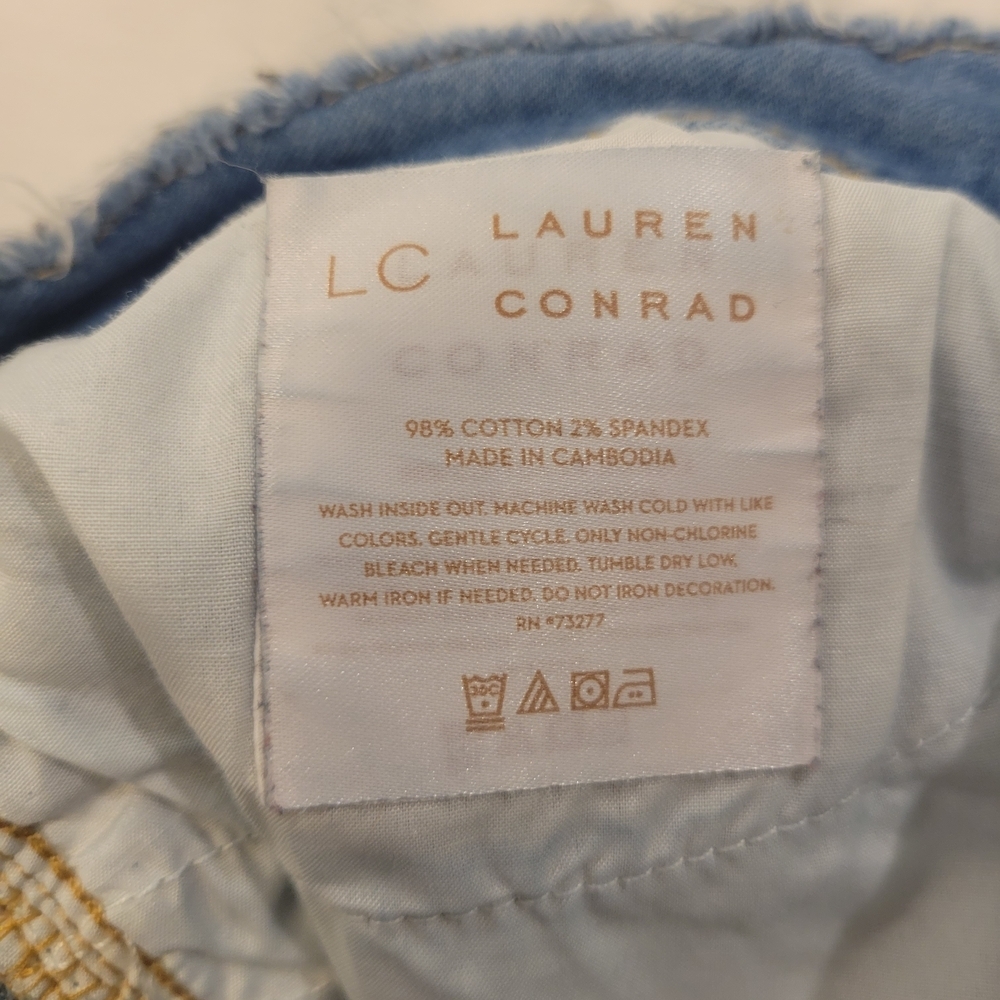 LC LAUREN
CONRAD
98% COTTON 2% SPANDEX
MADE IN CAMBODIA
WASH INSIDE OUT. MACHINE WASH COLD WITH LIKE
COLORS. GENTLE CYCLE. ONLY NON-CHLORINE
BLEACH WHEN NEEDED. TUMBLE DRY LOW.
WARM IRON IF NEEDED. DO NOT IRON DECORATION.
RN #73277
30C